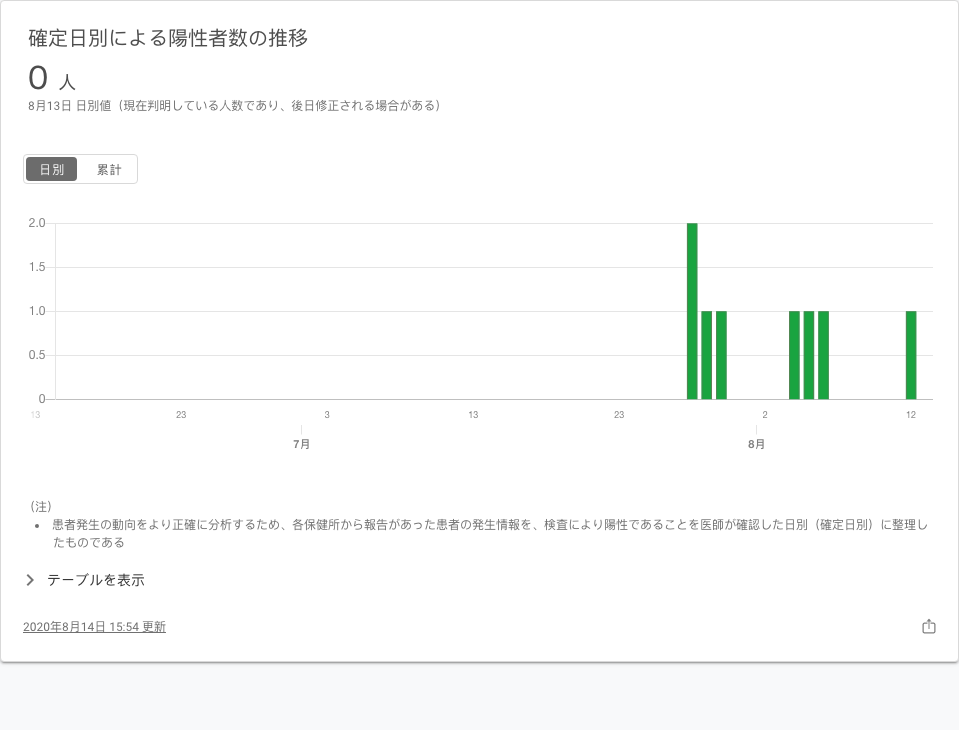 確定日別による陽性者数の推移
0 人
8月13日 日別値（現在判明している人数であり、後日修正される場合がある）
日別 累計
2.0
1.5
1.0
0.5
0
13 23 3 13 23 2 12
7月 8月
（注）
• 患者発生の動向をより正確に分析するため、各保健所から報告があった患者の発生情報を、検査により陽性であることを医師が確認した日別（確定日別）に整理し
たものである
テーブルを表示
2020年8月14日 15:54 更新